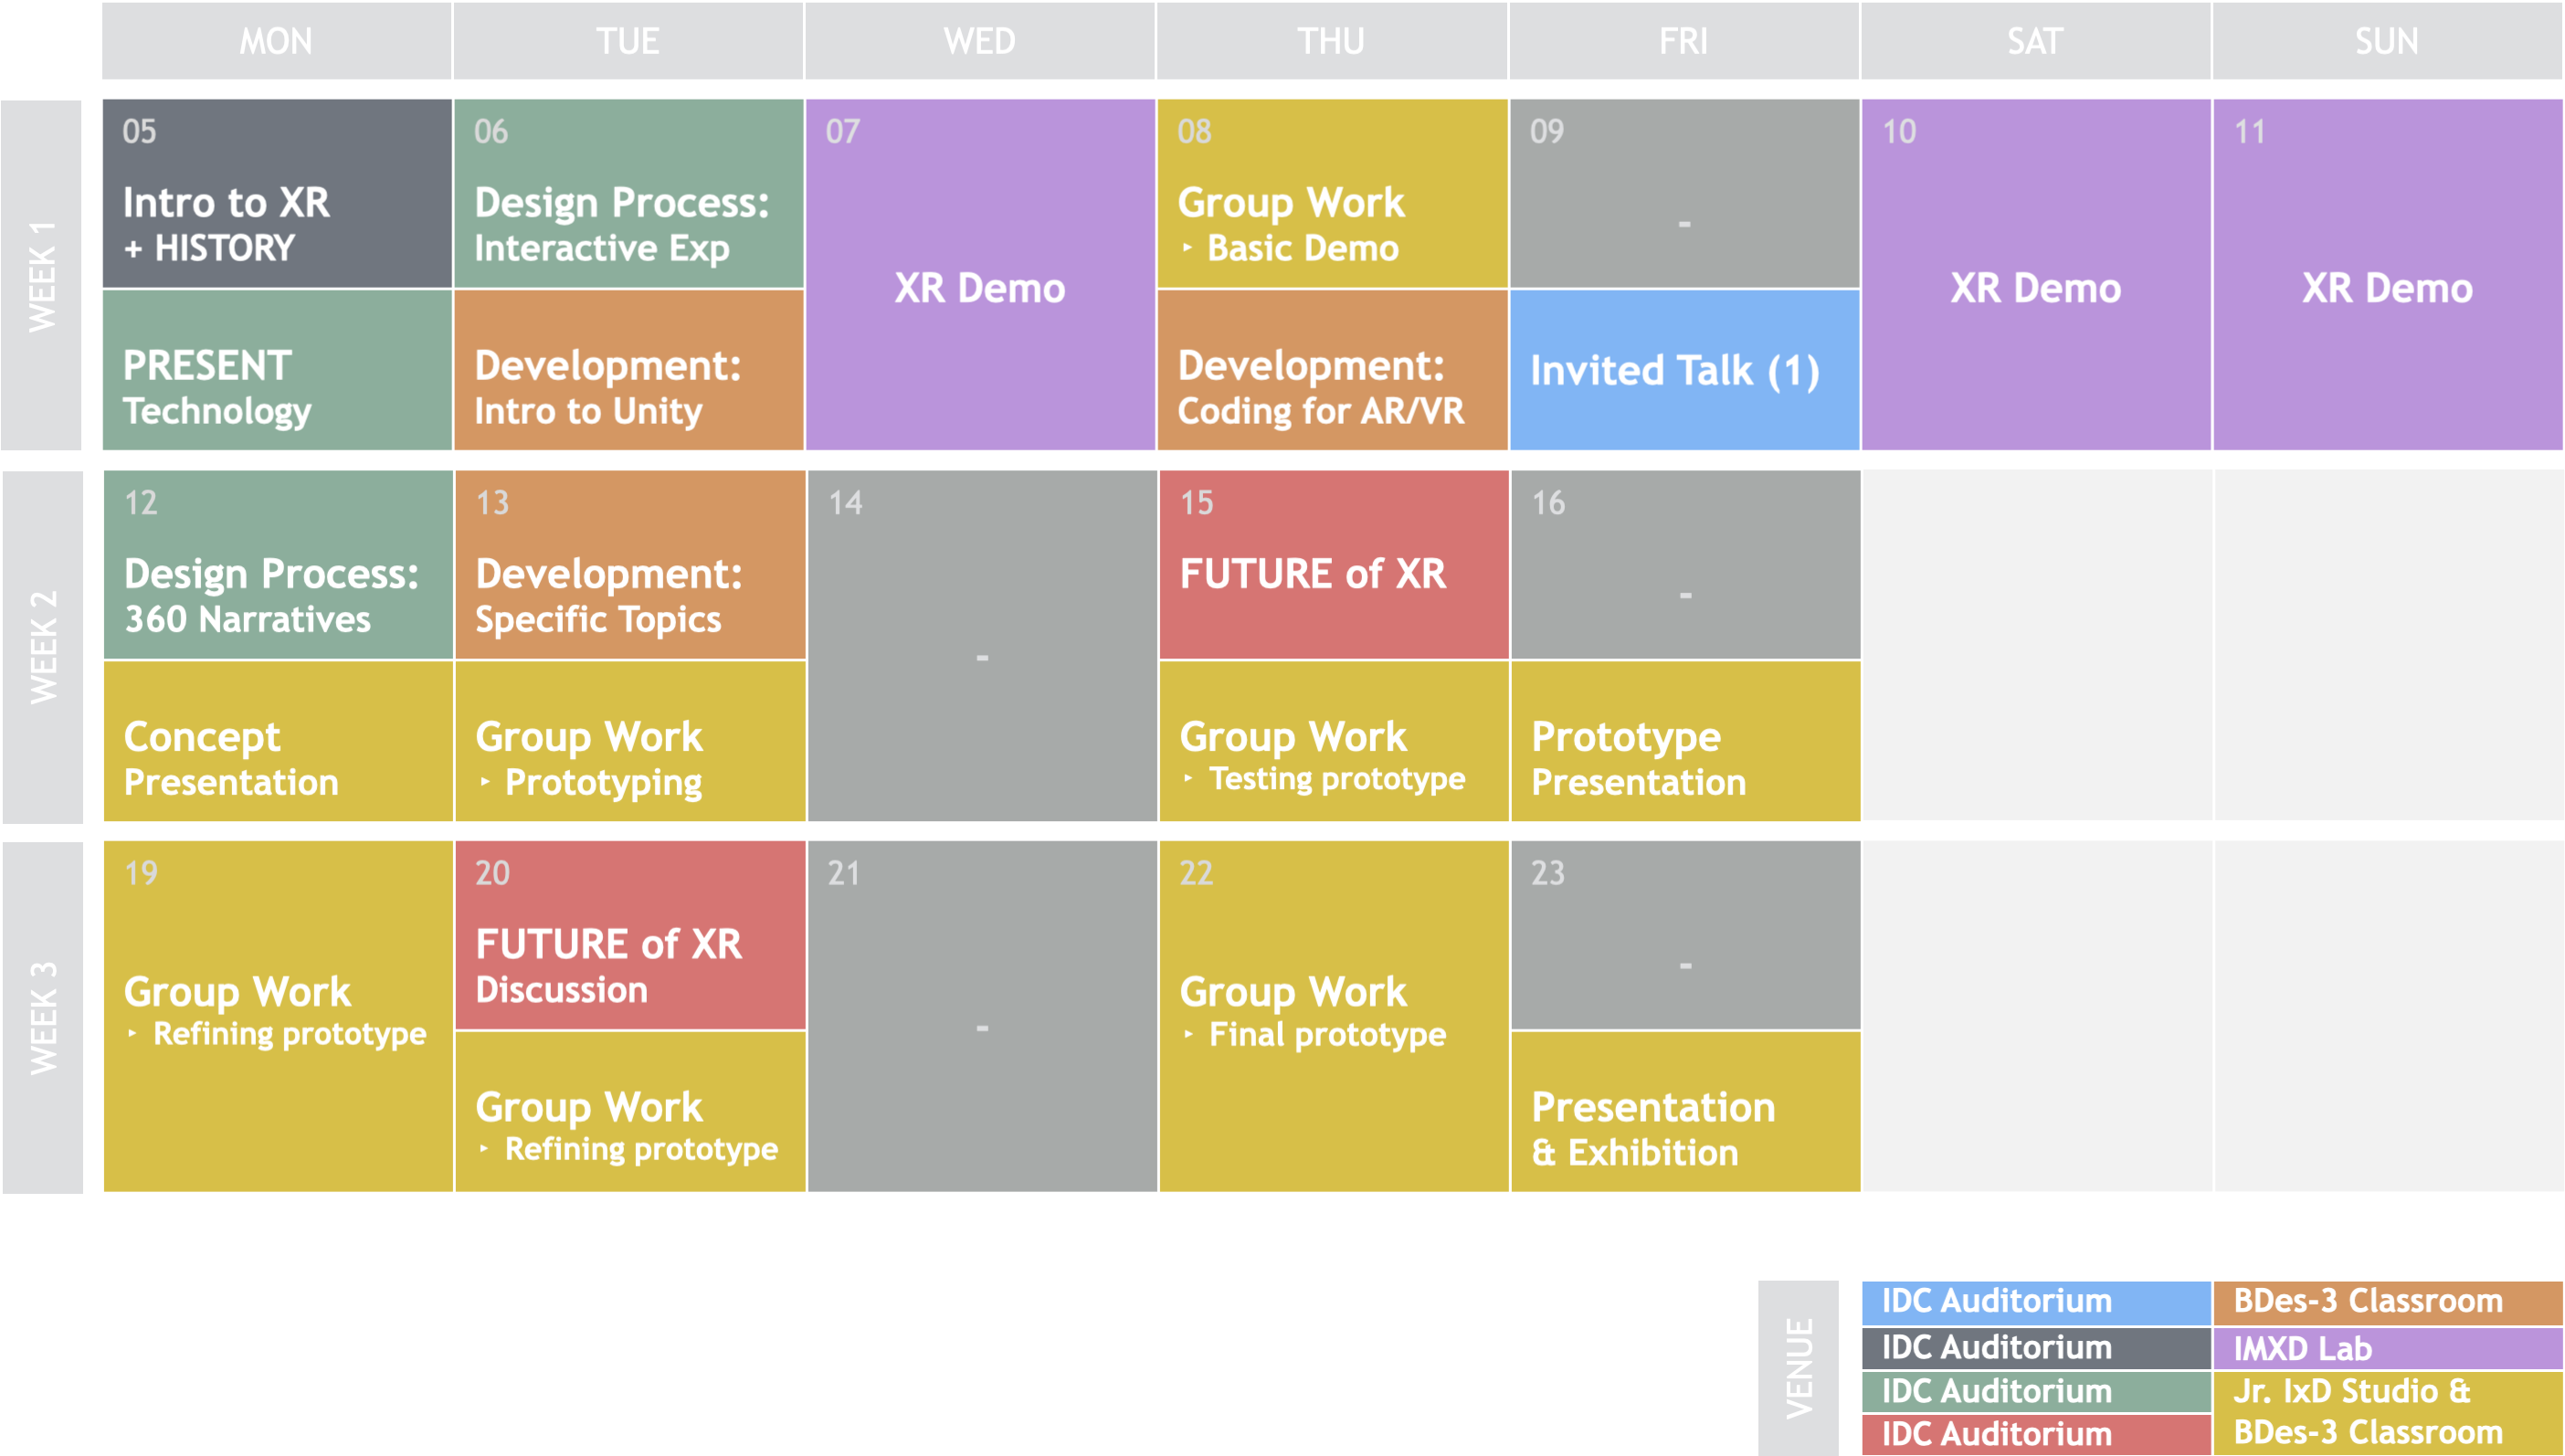 MON
TUE
WED
THU
FRI
SAT
SUN
WEEK 1
05
Intro to XR
+ HISTORY
PRESENT
Technology
06
Design Process:
Interactive Exp
Development:
Intro to Unity
07
XR Demo
08
Group Work
‣ Basic Demo
Development:
Coding for AR/VR
09
-
Invited Talk (1)
10
XR Demo
11
XR Demo
WEEK 2
12
Design Process:
360 Narratives
Concept
Presentation
13
Development:
Specific Topics
Group Work
‣ Prototyping
14
-
15
FUTURE of XR
Group Work
‣ Testing prototype
16
-
Prototype
Presentation
WEEK 3
19
Group Work
‣ Refining prototype
20
FUTURE of XR
Discussion
Group Work
‣ Refining prototype
21
-
22
Group Work
‣ Final prototype
23
-
Presentation
& Exhibition
VENUE
IDC Auditorium
IDC Auditorium
IDC Auditorium
IDC Auditorium
BDes-3 Classroom
IMXD Lab
Jr. IxD Studio &
BDes-3 Classroom